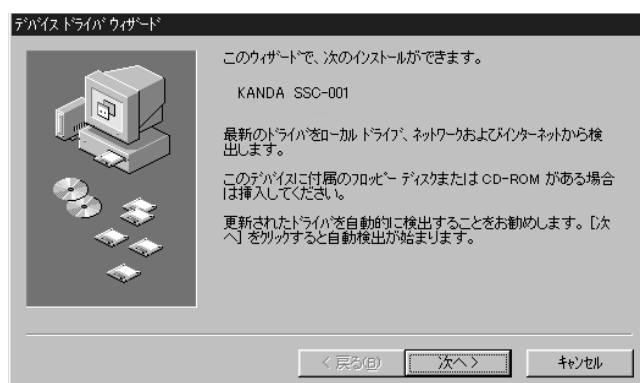 ﾃﾞﾊﾞｲｽ ﾄﾞﾗｲﾊﾞ ｳｨｻﾞｰﾄﾞ
このｳｨｻﾞｰﾄﾞで、次のｲﾝｽﾄｰﾙができます。
KANDA SSC-001
最新のﾄﾞﾗｲﾊﾞをﾛｰｶﾙ ﾄﾞﾗｲﾌﾞ、ﾈｯﾄﾜｰｸおよびｲﾝﾀｰﾈｯﾄから検
出します。
このﾃﾞﾊﾞｲｽに付属のﾌﾛｯﾋﾟｰ ﾃﾞｨｽｸまたは CD-ROM がある場合
は挿入してください。
更新されたﾄﾞﾗｲﾊﾞを自動的に検出することをお勧めします。[次
へ] をｸﾘｯｸすると自動検出が始まります。
< 戻る(B)
次へ >
ｷｬﾝｾﾙ